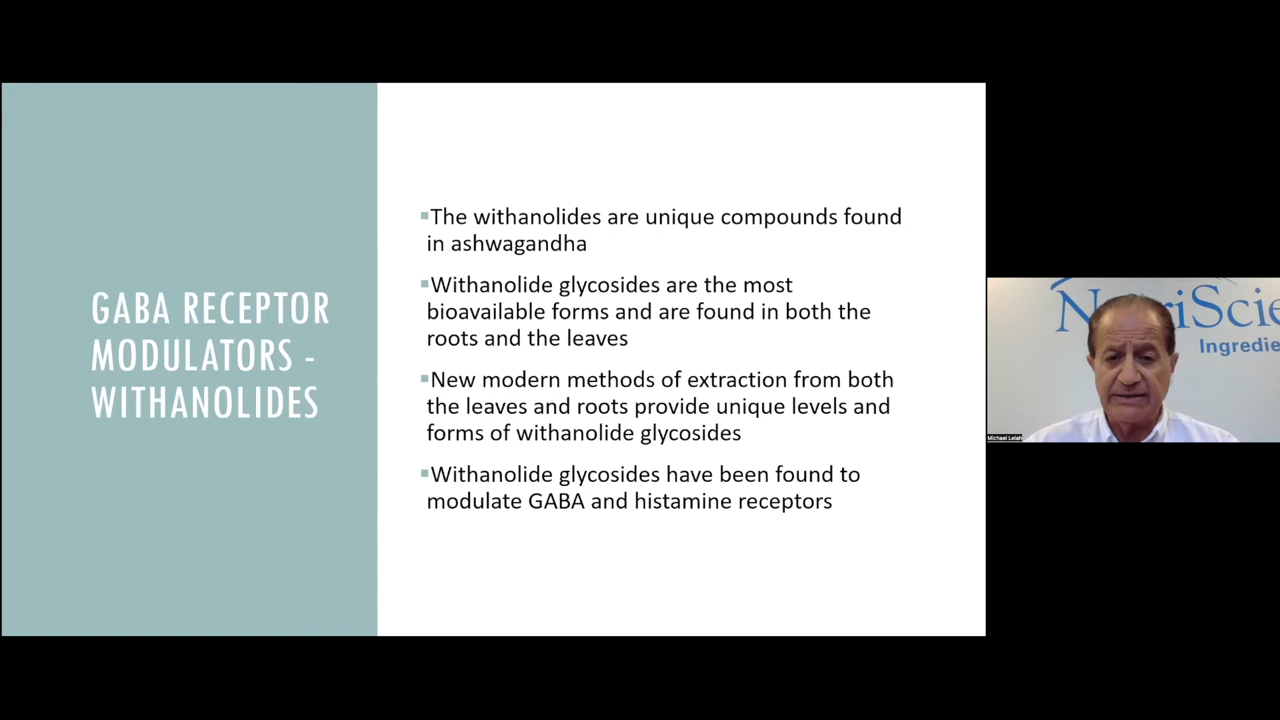 GABA RECEPTOR
MODULATORS -
WITHANOLIDES
▪The withanolides are unique compounds found
in ashwagandha
▪Withanolide glycosides are the most
bioavailable forms and are found in both the
roots and the leaves
▪New modern methods of extraction from both
the leaves and roots provide unique levels and
forms of withanolide glycosides
▪Withanolide glycosides have been found to
modulate GABA and histamine receptors
Ingredie
Michael Lelah